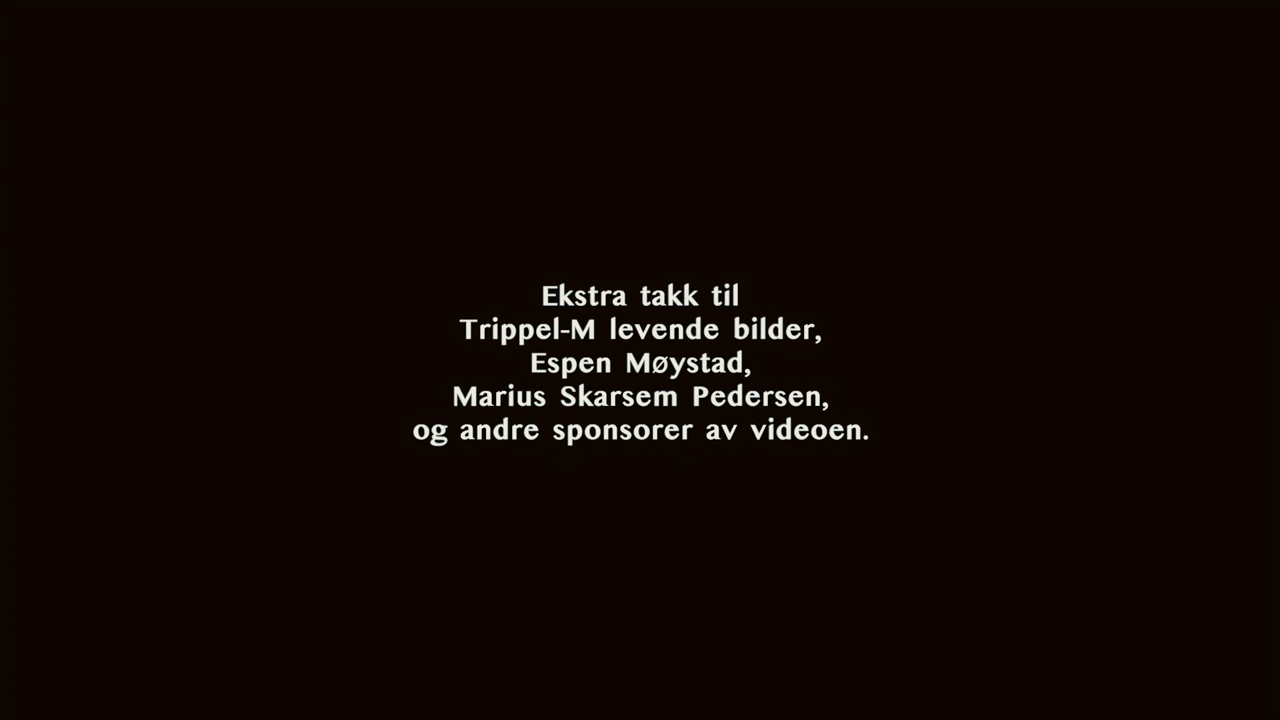 Ekstra takk til
Trippel-M levende bilder,
Espen Møystad,
Marius Skarsem Pedersen,
og andre sponsorer av videoen.